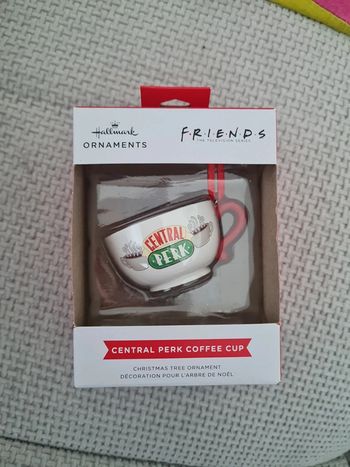 Hallmark
ORNAMENTS
F·R·I·E·N·D·S
THE TELEVISION SERIES
CENTRAL
PERK
CENTRAL PERK COFFEE CUP
CHRISTMAS TREE ORNAMENT
DÉCORATION POUR L'ARBRE DE NOËL